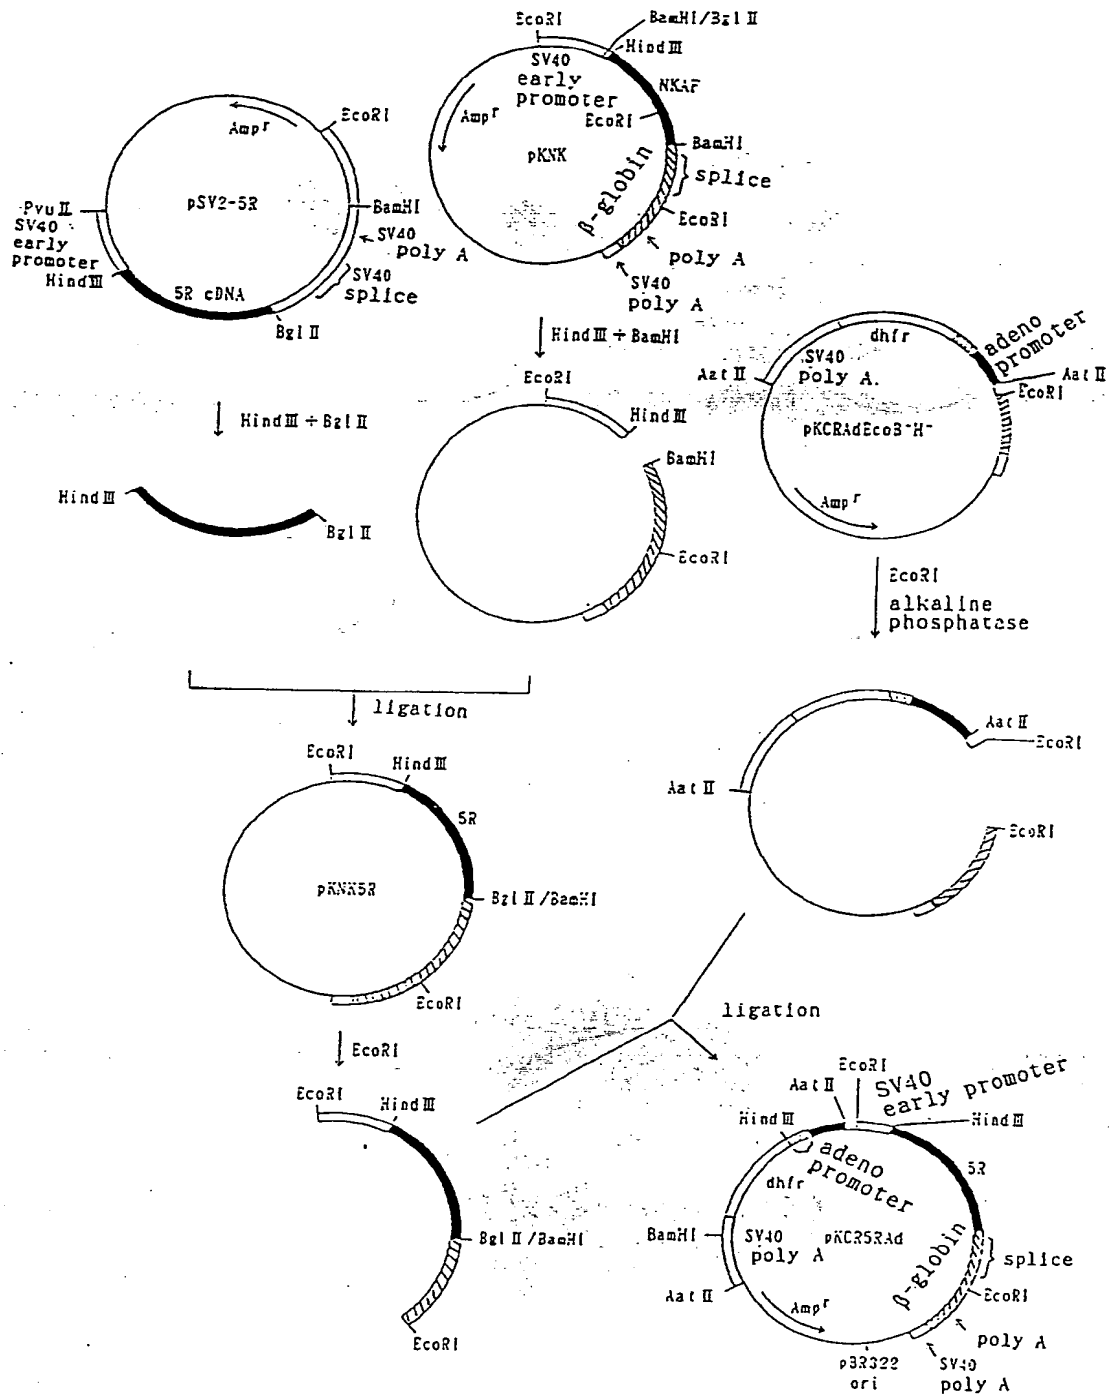 EcoRI
BamHI/BglⅡ
HindⅢ
SV40
early
promoter
NKAF
EcoRI
Ampʳ
BamHI
pKNK
β-globin
splice
EcoRI
poly A
SV40
poly A
Ampʳ
EcoRI
pSV2-5R
PvuⅡ
SV40
early
promoter
HindⅢ
BamHI
SV40
poly A
SV40
splice
5R cDNA
BglⅡ
HindⅢ+BamHI
HindⅢ+BglⅡ
EcoRI
HindⅢ
BamHI
EcoRI
HindⅢ
BglⅡ
dhfr
adeno
promoter
SV40
poly A.
AatⅡ
AatⅡ
EcoRI
pKCRAdEcoB⁻H⁻
Ampʳ
EcoRI
alkaline
phosphatase
ligation
EcoRI
HindⅢ
5R
pKNK5R
BglⅡ/BamHI
EcoRI
AatⅡ
EcoRI
AatⅡ
EcoRI
EcoRI
EcoRI
HindⅢ
BglⅡ/BamHI
EcoRI
ligation
EcoRI
AatⅡ
SV40
early promoter
HindⅢ
HindⅢ
adeno
promoter
5R
dhfr
BamHI
SV40
poly A
pKCR5RAd
β-globin
splice
AatⅡ
EcoRI
Ampʳ
poly A
pBR322
ori
SV40
poly A